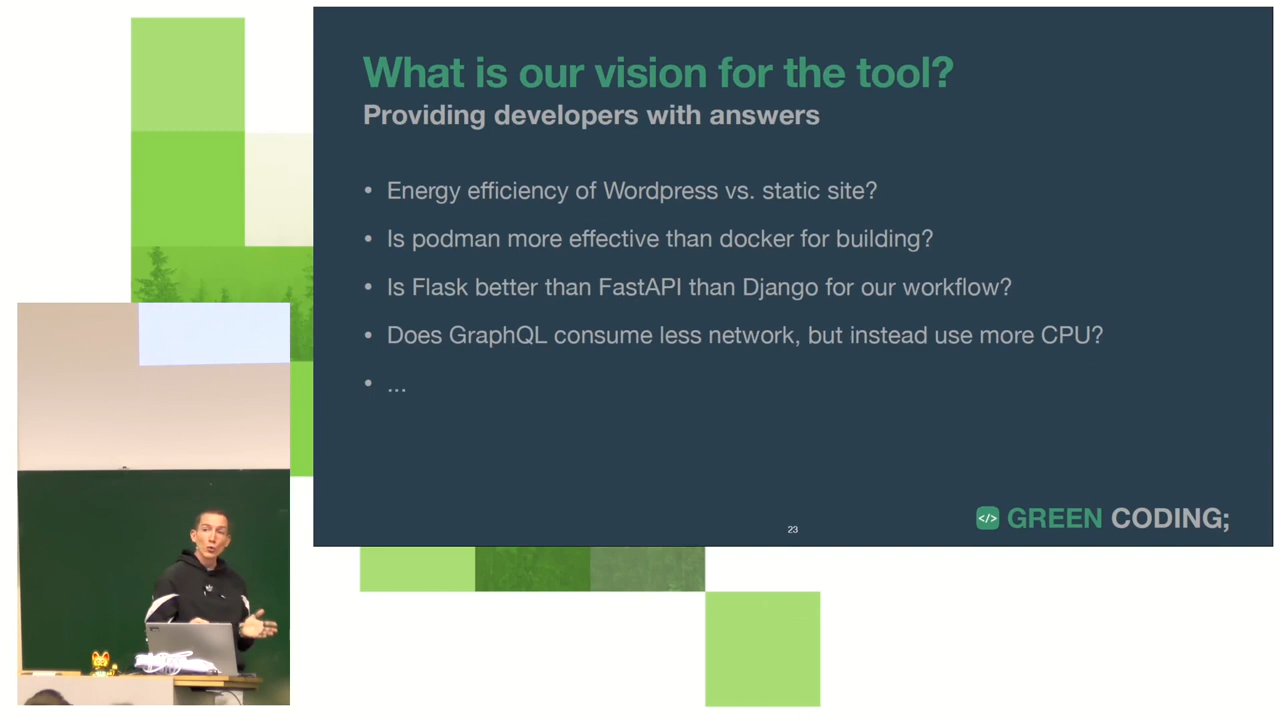 What is our vision for the tool?
Providing developers with answers
• Energy efficiency of Wordpress vs. static site?
• Is podman more effective than docker for building?
• Is Flask better than FastAPI than Django for our workflow?
• Does GraphQL consume less network, but instead use more CPU?
• ...
</> GREEN CODING;
23